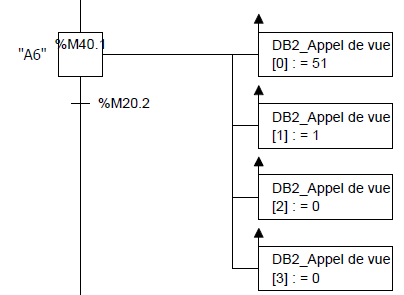 %M40.1
"A6"
%M20.2
DB2_Appel de vue
[0] : = 51
DB2_Appel de vue
[1] : = 1
DB2_Appel de vue
[2] : = 0
DB2_Appel de vue
[3] : = 0